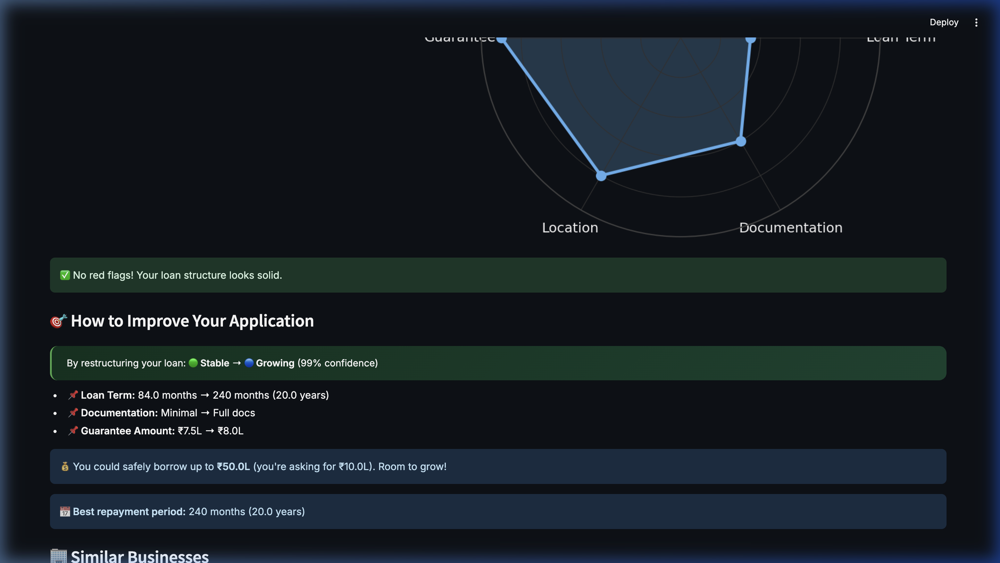 Deploy
Guarantee
Loan Term
Location
Documentation
✅ No red flags! Your loan structure looks solid.
🎯 How to Improve Your Application
By restructuring your loan: 🟢 Stable → 🔵 Growing (99% confidence)
• 📌 Loan Term: 84.0 months → 240 months (20.0 years)
• 📌 Documentation: Minimal → Full docs
• 📌 Guarantee Amount: ₹7.5L → ₹8.0L
💰 You could safely borrow up to ₹50.0L (you're asking for ₹10.0L). Room to grow!
📅 Best repayment period: 240 months (20.0 years)
🏢 Similar Businesses